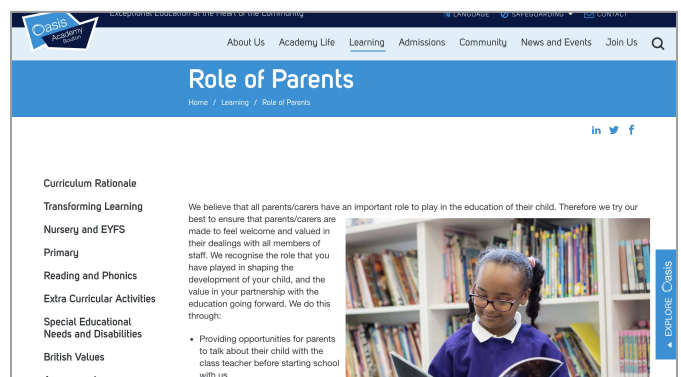 Exceptional Education at the Heart of the Community
LANGUAGE
SAFEGUARDING
CONTACT
Oasis
Academy
Boulton
About Us
Academy Life
Learning
Admissions
Community
News and Events
Join Us
Role of Parents
Home / Learning / Role of Parents
Curriculum Rationale
Transforming Learning
Nursery and EYFS
Primary
Reading and Phonics
Extra Curricular Activities
Special Educational
Needs and Disabilities
British Values
We believe that all parents/carers have an important role to play in the education of their child. Therefore we try our
best to ensure that parents/carers are
made to feel welcome and valued in
their dealings with all members of
staff. We recognise the role that you
have played in shaping the
development of your child, and the
value in your partnership with the
education going forward. We do this
through:
• Providing opportunities for parents
to talk about their child with the
class teacher before starting school
with us
EXPLORE Oasis